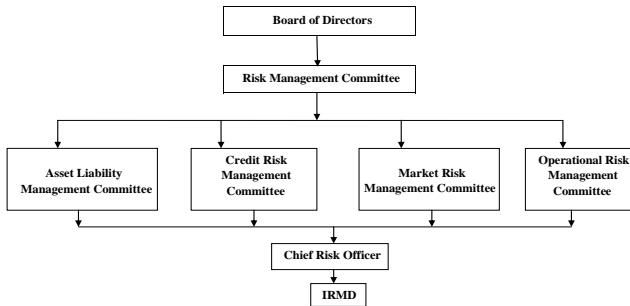 Board of Directors
Risk Management Committee
Asset Liability
Management Committee
Credit Risk
Management
Committee
Market Risk
Management Committee
Operational Risk
Management
Committee
Chief Risk Officer
IRMD